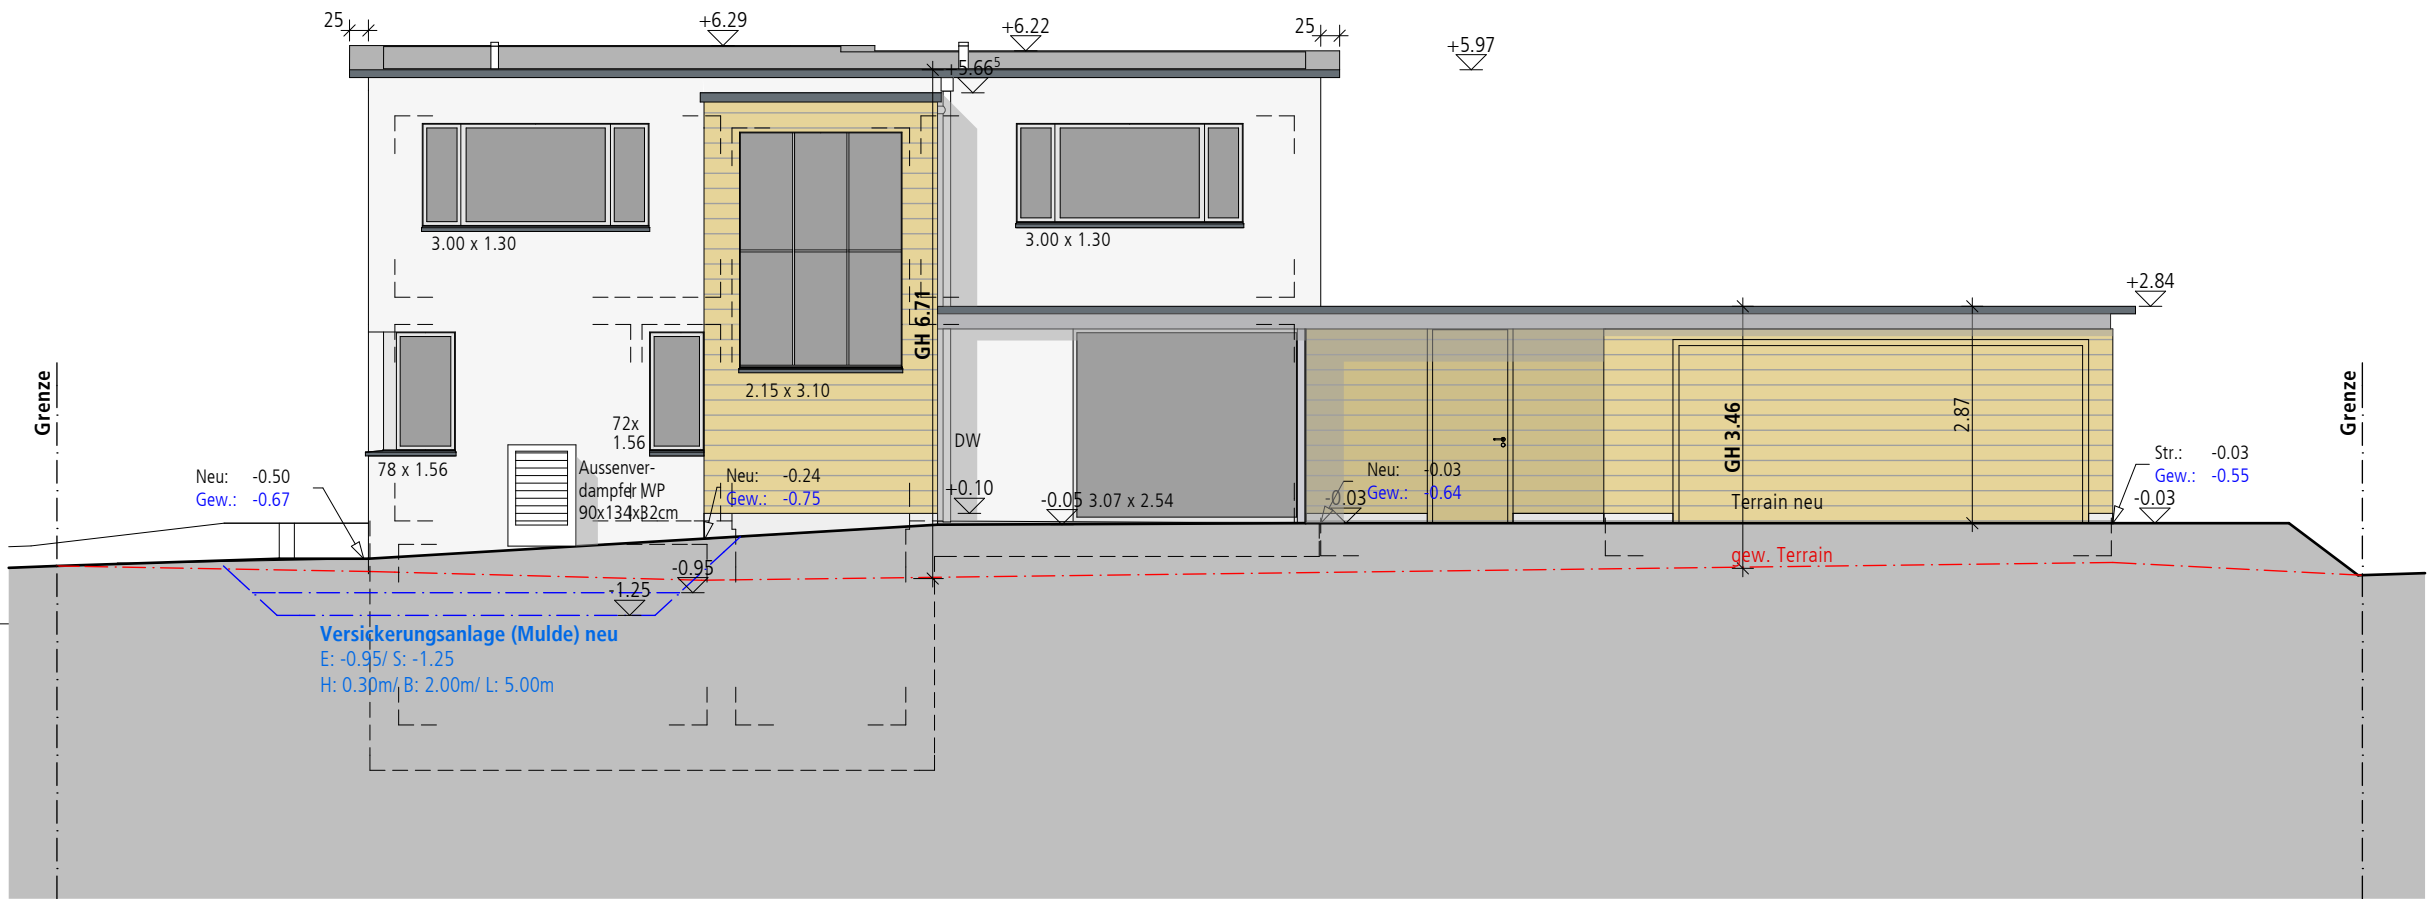 25
+6.29
+6.22
25
+5.97
+5.66⁵
3.00 x 1.30
3.00 x 1.30
+2.84
GH 6.71
2.15 x 3.10
Grenze
Grenze
GH 3.46
2.87
72x
1.56
78 x 1.56
DW
Aussenver-
dampfer WP
90x134x32cm
Neu: -0.50
Gew.: -0.67
Neu: -0.24
Gew.: -0.75
+0.10
-0.05 3.07 x 2.54
Neu: -0.03
Gew.: -0.64
-0.03
Terrain neu
Str.: -0.03
Gew.: -0.55
-0.03
gew. Terrain
-0.95
-1.25
Versickerungsanlage (Mulde) neu
E: -0.95/ S: -1.25
H: 0.30m/ B: 2.00m/ L: 5.00m